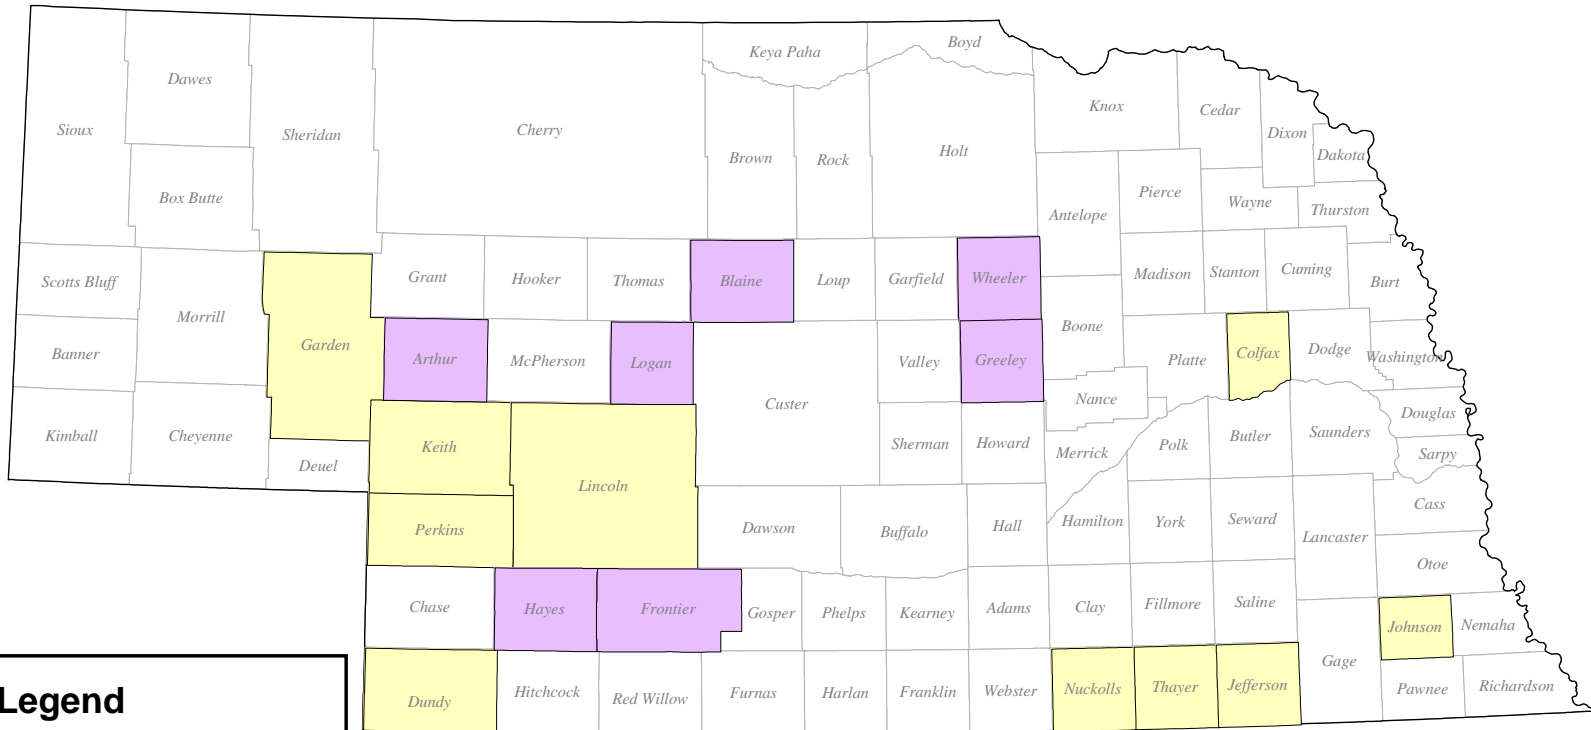 Boyd
Keya Paha
Dawes
Knox
Cedar
Sioux
Sheridan
Cherry
Dixon
Brown
Rock
Holt
Dakota
Box Butte
Pierce
Wayne
Antelope
Thurston
Scotts Bluff
Grant
Hooker
Thomas
Blaine
Loup
Garfield
Wheeler
Madison
Stanton
Cuming
Burt
Morrill
Garden
Boone
Banner
Arthur
McPherson
Logan
Valley
Greeley
Platte
Colfax
Dodge
Washington
Custer
Nance
Douglas
Kimball
Cheyenne
Keith
Sherman
Howard
Merrick
Polk
Butler
Saunders
Sarpy
Deuel
Lincoln
Perkins
Dawson
Buffalo
Hall
Hamilton
York
Seward
Lancaster
Cass
Otoe
Chase
Hayes
Frontier
Gosper
Phelps
Kearney
Adams
Clay
Fillmore
Saline
Johnson
Nemaha
Legend
Dundy
Hitchcock
Red Willow
Furnas
Harlan
Franklin
Webster
Nuckolls
Thayer
Jefferson
Gage
Pawnee
Richardson